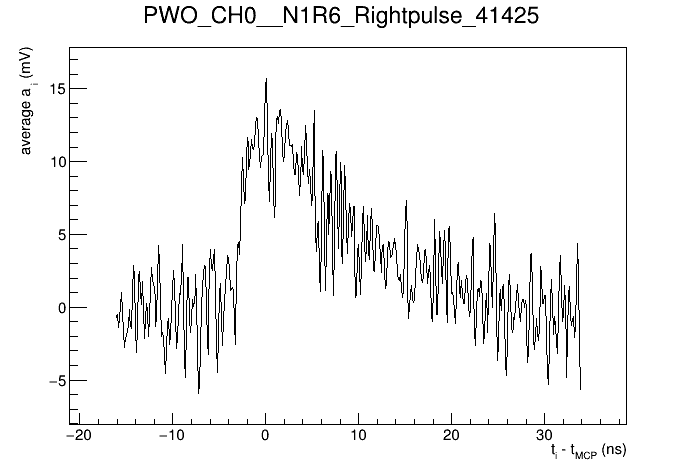 PWO_CH0__N1R6_Rightpulse_41425
average a_i (mV)
15
10
5
0
−5
−20 −10 0 10 20 30
t_i - t_MCP (ns)